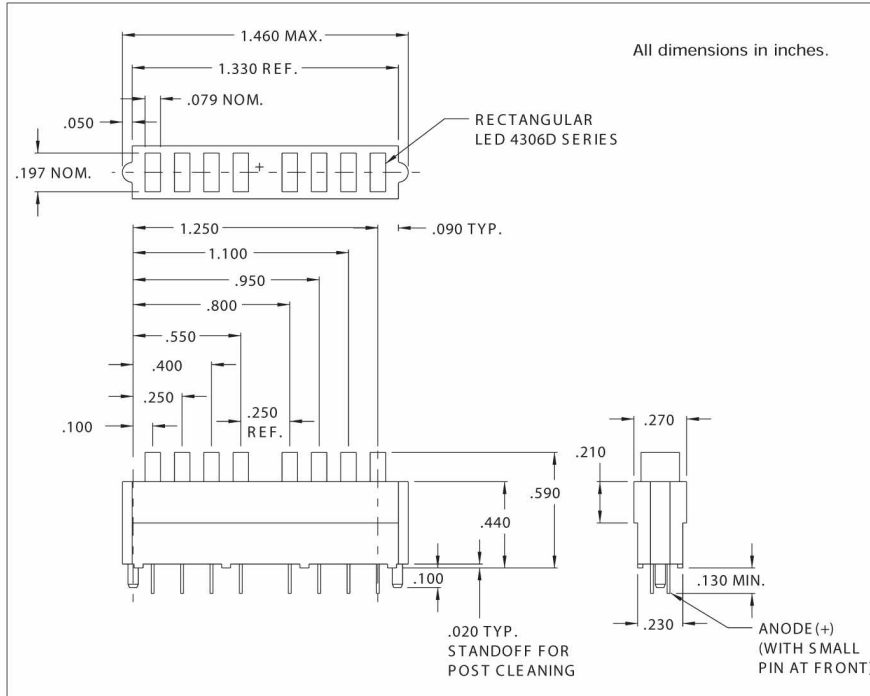 1.460 MAX.
All dimensions in inches.
1.330 REF.
.079 NOM.
.050
RECTANGULAR
LED 4306D SERIES
.197 NOM.
1.250
.090 TYP.
1.100
.950
.800
.550
.400
.250
.250
REF.
.100
.270
.210
.590
.440
.100
.130 MIN.
.020 TYP.
STANDOFF FOR
POST CLEANING
.230
ANODE(+)
(WITH SMALL
PIN AT FRONT)